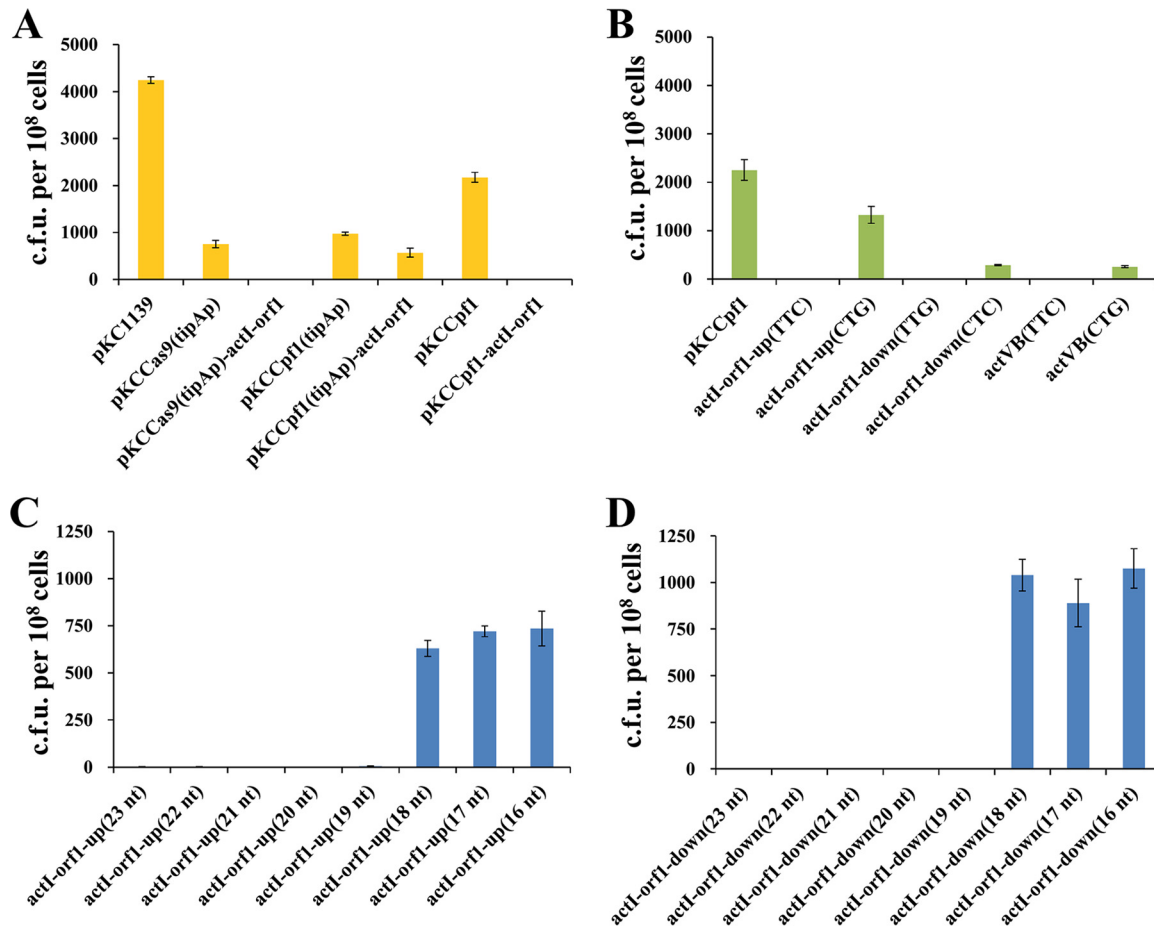 A
c.f.u. per 10⁸ cells
5000
4000
3000
2000
1000
0
pKC1139
pKCCas9(tipAp)
pKCCas9(tipAp)-actI-orf1
pKCCpf1(tipAp)
pKCCpf1(tipAp)-actI-orf1
pKCCpf1
pKCCpf1-actI-orf1
B
c.f.u. per 10⁸ cells
5000
4000
3000
2000
1000
0
pKCCpf1
actI-orf1-up(TTC)
actI-orf1-up(CTG)
actI-orf1-down(TTG)
actI-orf1-down(CTC)
actVB(TTC)
actVB(CTG)
C
c.f.u. per 10⁸ cells
1250
1000
750
500
250
0
actI-orf1-up(23 nt)
actI-orf1-up(22 nt)
actI-orf1-up(21 nt)
actI-orf1-up(20 nt)
actI-orf1-up(19 nt)
actI-orf1-up(18 nt)
actI-orf1-up(17 nt)
actI-orf1-up(16 nt)
D
c.f.u. per 10⁸ cells
1250
1000
750
500
250
0
actI-orf1-down(23 nt)
actI-orf1-down(22 nt)
actI-orf1-down(21 nt)
actI-orf1-down(20 nt)
actI-orf1-down(19 nt)
actI-orf1-down(18 nt)
actI-orf1-down(17 nt)
actI-orf1-down(16 nt)